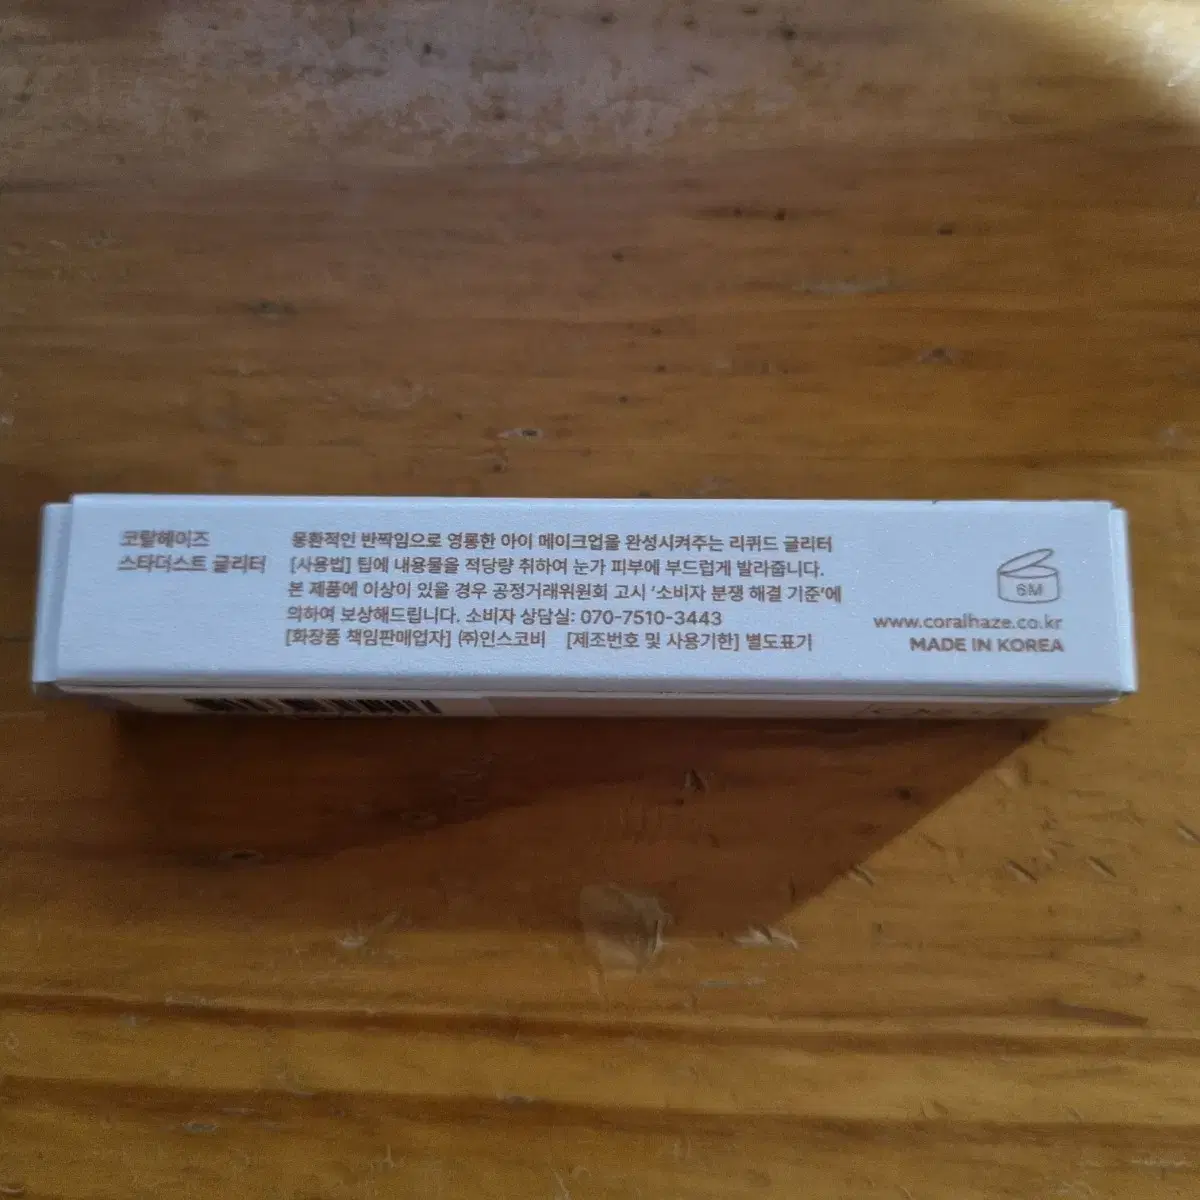 코랄헤이즈
스타더스트 글리터
몽환적인 반짝임으로 영롱한 아이 메이크업을 완성시켜주는 리퀴드 글리터
[사용법] 팁에 내용물을 적당량 취하여 눈가 피부에 부드럽게 발라줍니다.
본 제품에 이상이 있을 경우 공정거래위원회 고시 '소비자 분쟁 해결 기준'에
의하여 보상해드립니다. 소비자 상담실: 070-7510-3443
[화장품 책임판매업자] ㈜인스코비 [제조번호 및 사용기한] 별도표기
6M
www.coralhaze.co.kr
MADE IN KOREA